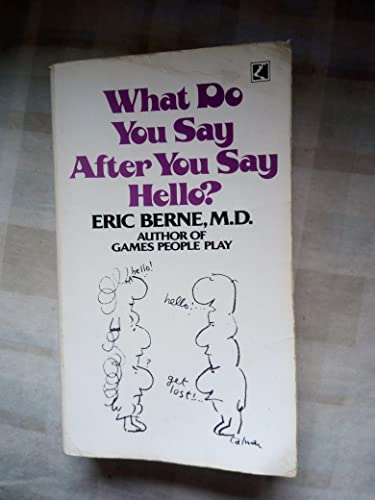 What Do
You Say
After You Say
Hello?
ERIC BERNE, M.D.
AUTHOR OF
GAMES PEOPLE PLAY
hello!
hello!...
get
lost!...
calman